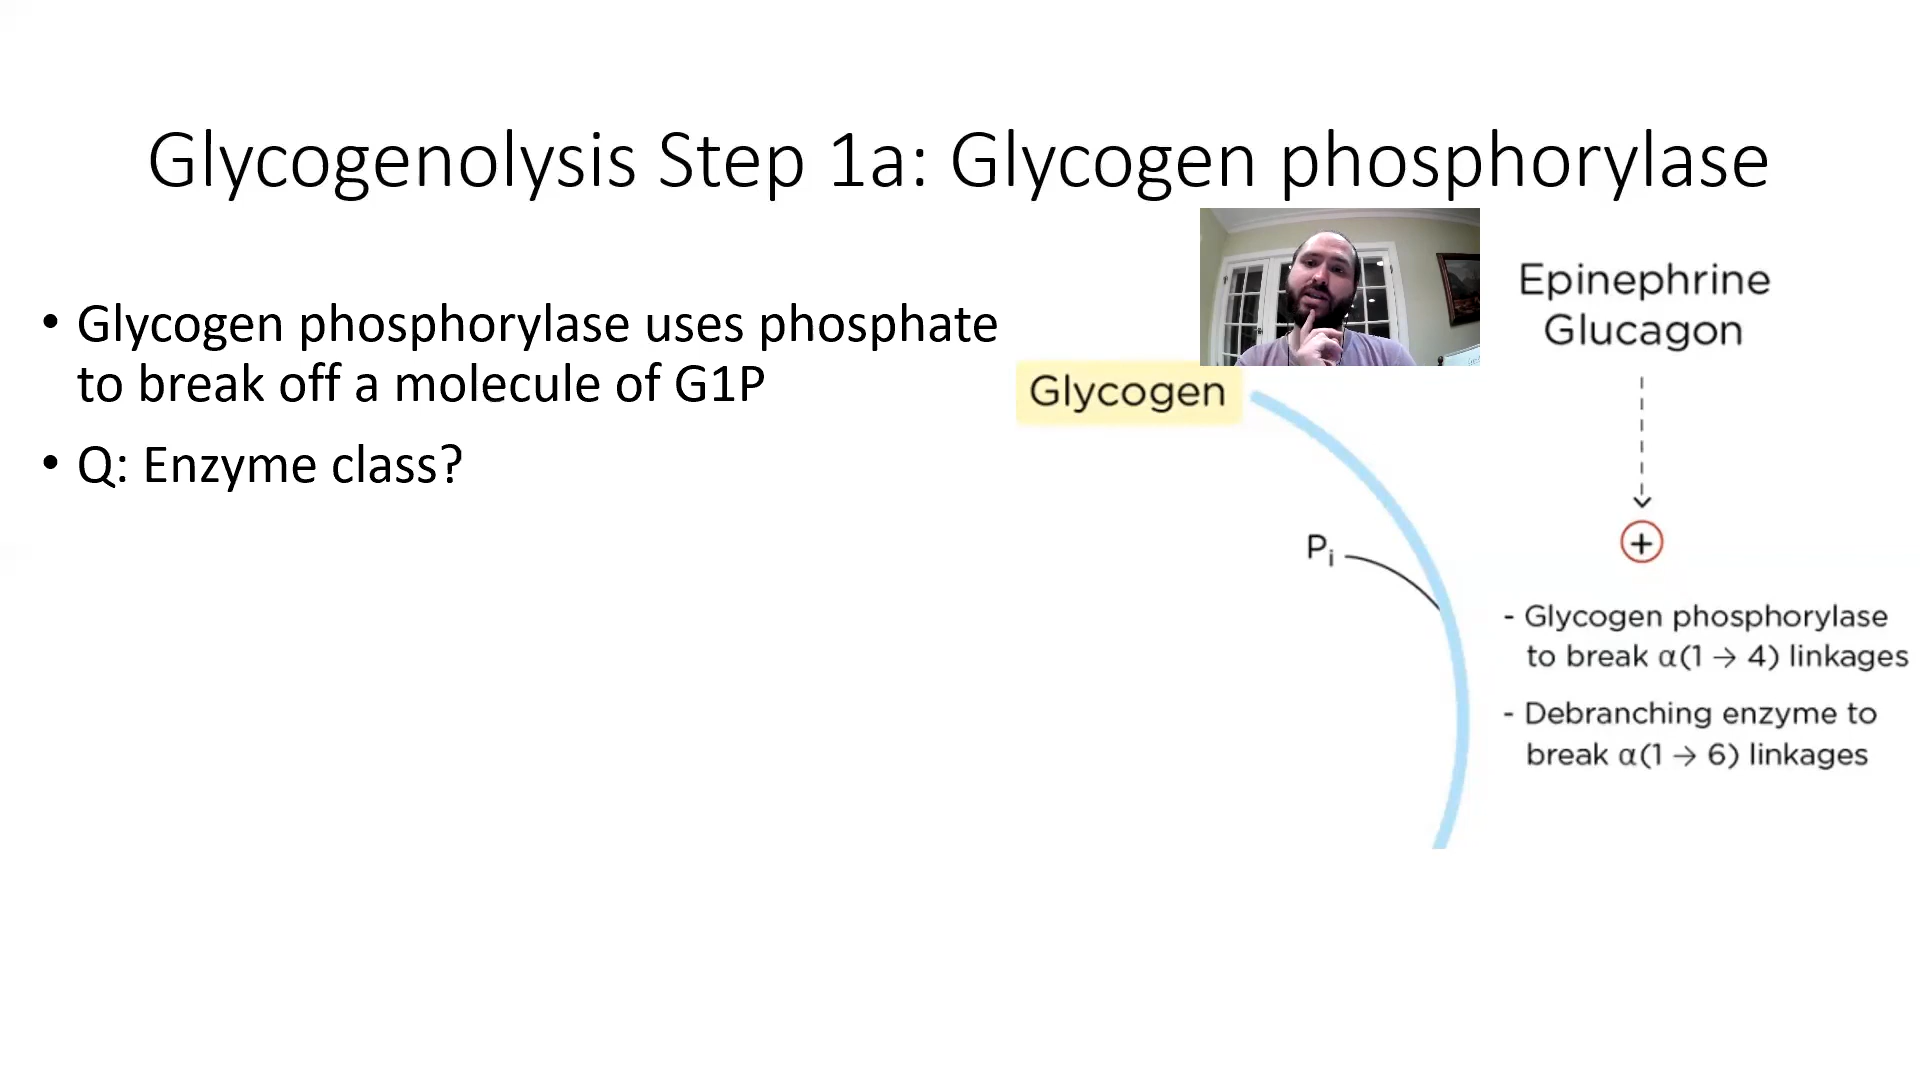 Glycogenolysis Step 1a: Glycogen phosphorylase
• Glycogen phosphorylase uses phosphate
to break off a molecule of G1P
• Q: Enzyme class?
Epinephrine
Glucagon
Glycogen
Pi
+
- Glycogen phosphorylase
to break α(1 → 4) linkages
- Debranching enzyme to
break α(1 → 6) linkages